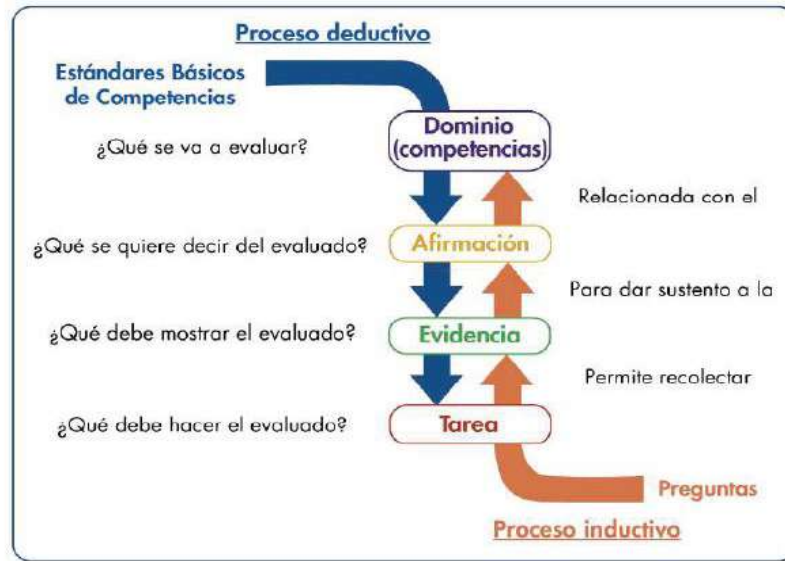 Proceso deductivo
Estándares Básicos
de Competencias
Dominio
(competencias)
¿Qué se va a evaluar?
Relacionada con el
Afirmación
¿Qué se quiere decir del evaluado?
Para dar sustento a la
Evidencia
¿Qué debe mostrar el evaluado?
Permite recolectar
Tarea
¿Qué debe hacer el evaluado?
Preguntas
Proceso inductivo